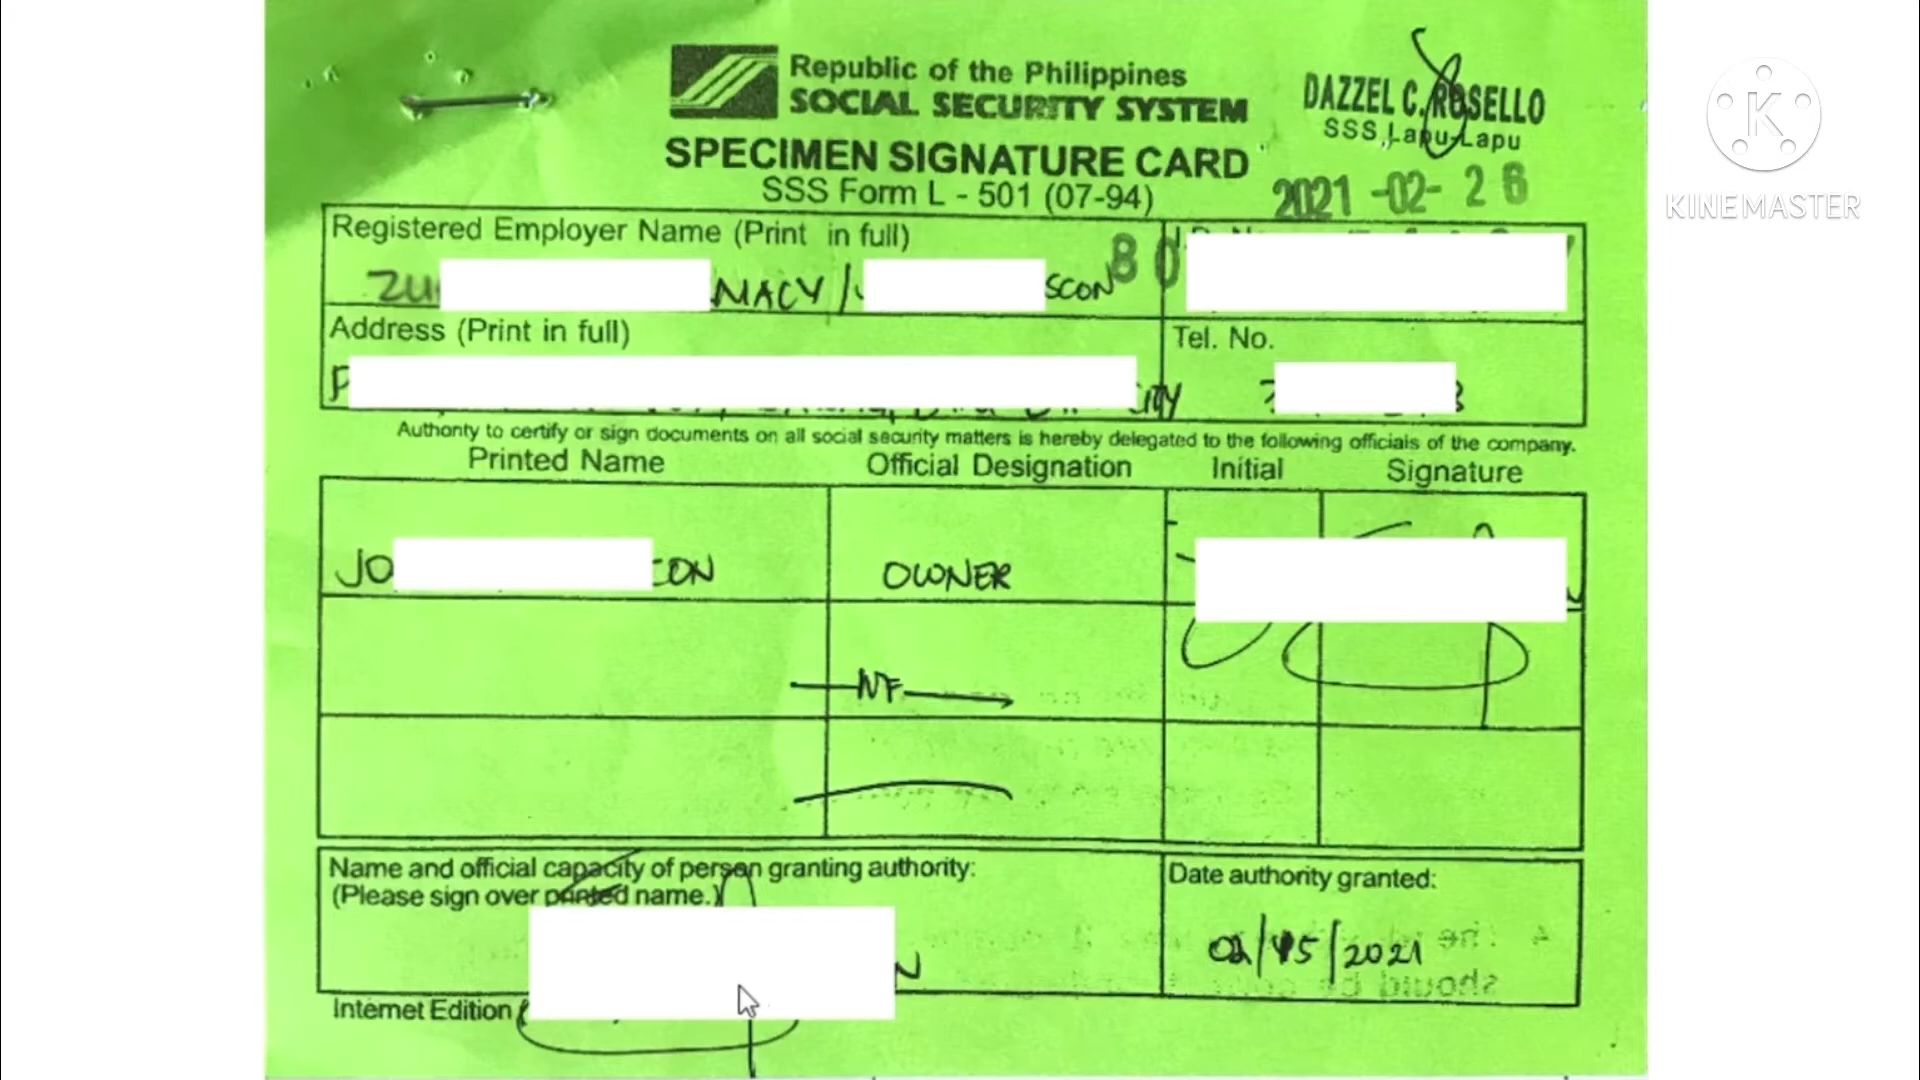 Republic of the Philippines
SOCIAL SECURITY SYSTEM
SPECIMEN SIGNATURE CARD
SSS Form L - 501 (07-94)
DAZZEL C. ROSELLO
SSS, Lapu-Lapu
2021 -02- 26
KINEMASTER
Registered Employer Name (Print in full)
ZU MACY / SCON
80
Address (Print in full)
Tel. No.
CITY
Authority to certify or sign documents on all social security matters is hereby delegated to the following officials of the company.
Printed Name Official Designation Initial Signature
JO CON OWNER
NF
Name and official capacity of person granting authority:
(Please sign over printed name.)
N
Date authority granted:
02/15/2021
Internet Edition